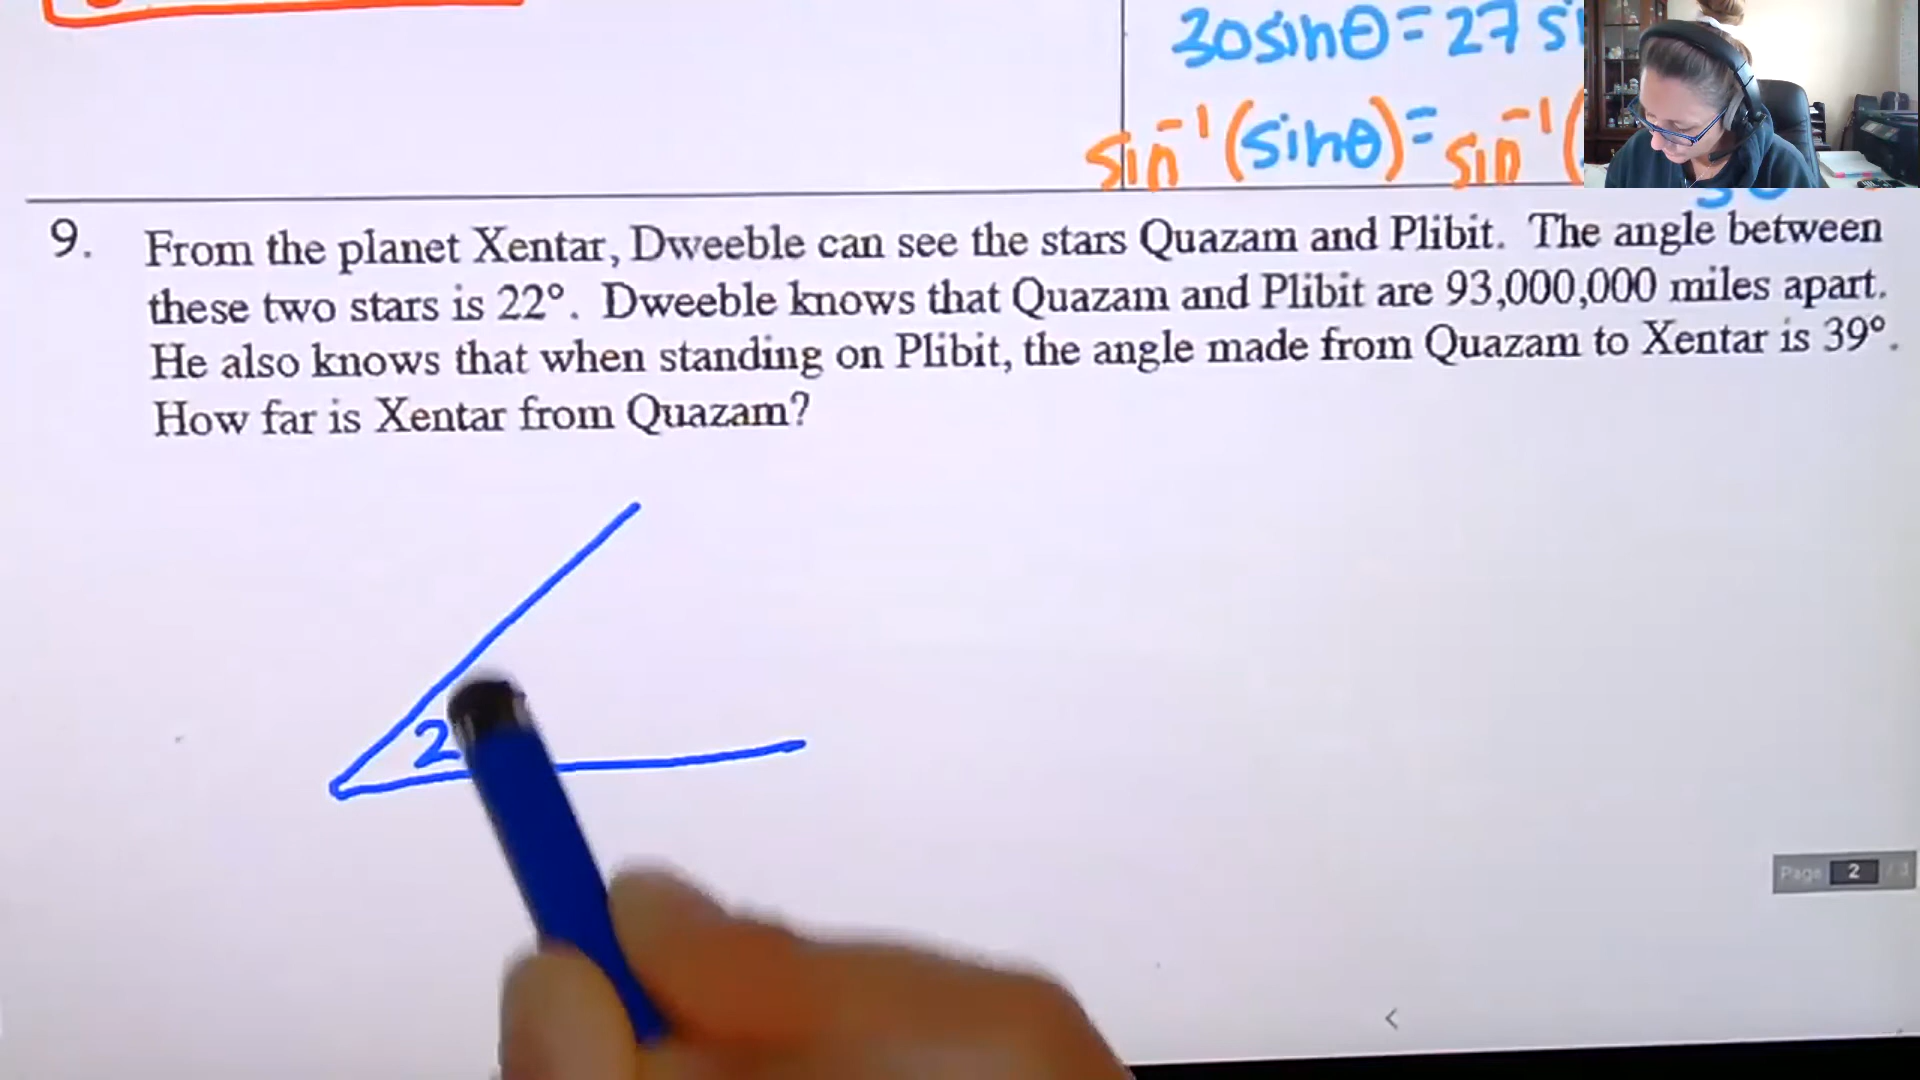 30sinθ=27 si
sin⁻¹(sinθ)=sin⁻¹(
9. From the planet Xentar, Dweeble can see the stars Quazam and Plibit. The angle between
these two stars is 22°. Dweeble knows that Quazam and Plibit are 93,000,000 miles apart.
He also knows that when standing on Plibit, the angle made from Quazam to Xentar is 39°.
How far is Xentar from Quazam?
2
Page 2 / 3
<